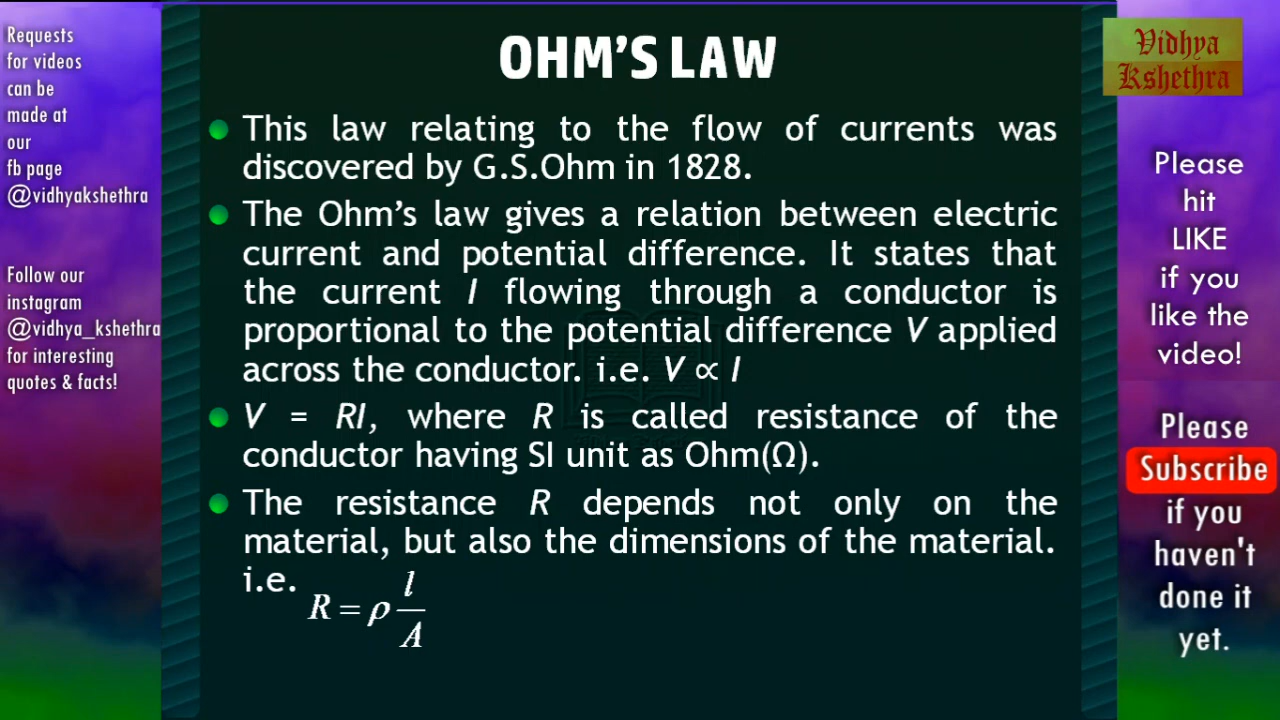 Requests
for videos
can be
made at
our
fb page
@vidhyakshethra
Follow our
instagram
@vidhya_kshethra
for interesting
quotes & facts!
OHM'S LAW
This law relating to the flow of currents was
discovered by G.S.Ohm in 1828.
The Ohm's law gives a relation between electric
current and potential difference. It states that
the current I flowing through a conductor is
proportional to the potential difference V applied
across the conductor. i.e. V ∝ I
V = RI, where R is called resistance of the
conductor having SI unit as Ohm(Ω).
The resistance R depends not only on the
material, but also the dimensions of the material.
i.e. R = ρ l/A
Vidhya
Kshethra
Please
hit
LIKE
if you
like the
video!
Please
Subscribe
if you
haven't
done it
yet.